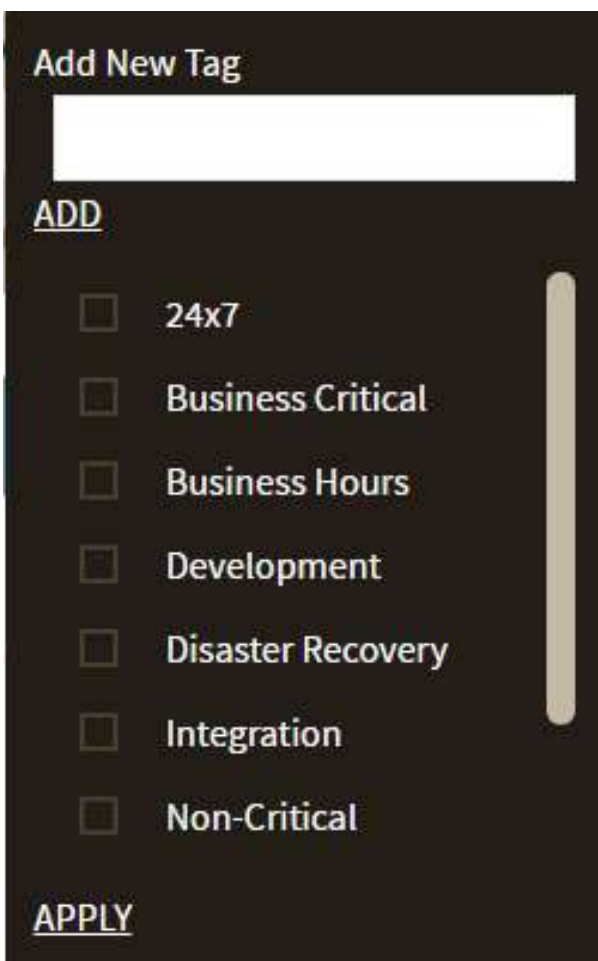 Add New Tag
ADD
24x7
Business Critical
Business Hours
Development
Disaster Recovery
Integration
Non-Critical
APPLY